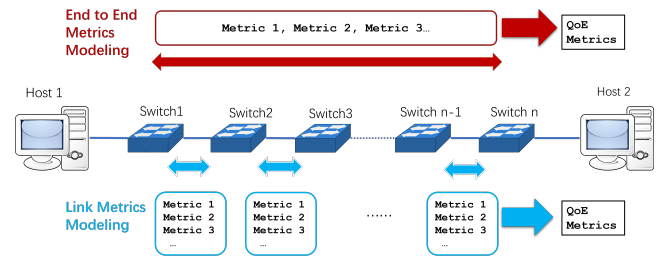 End to End
Metrics
Modeling
Metric 1, Metric 2, Metric 3…
QoE
Metrics
Host 1
Switch1
Switch2
Switch3
Switch n-1
Switch n
Host 2
Link Metrics
Modeling
Metric 1
Metric 2
Metric 3
…
Metric 1
Metric 2
Metric 3
…
……
Metric 1
Metric 2
Metric 3
…
QoE
Metrics